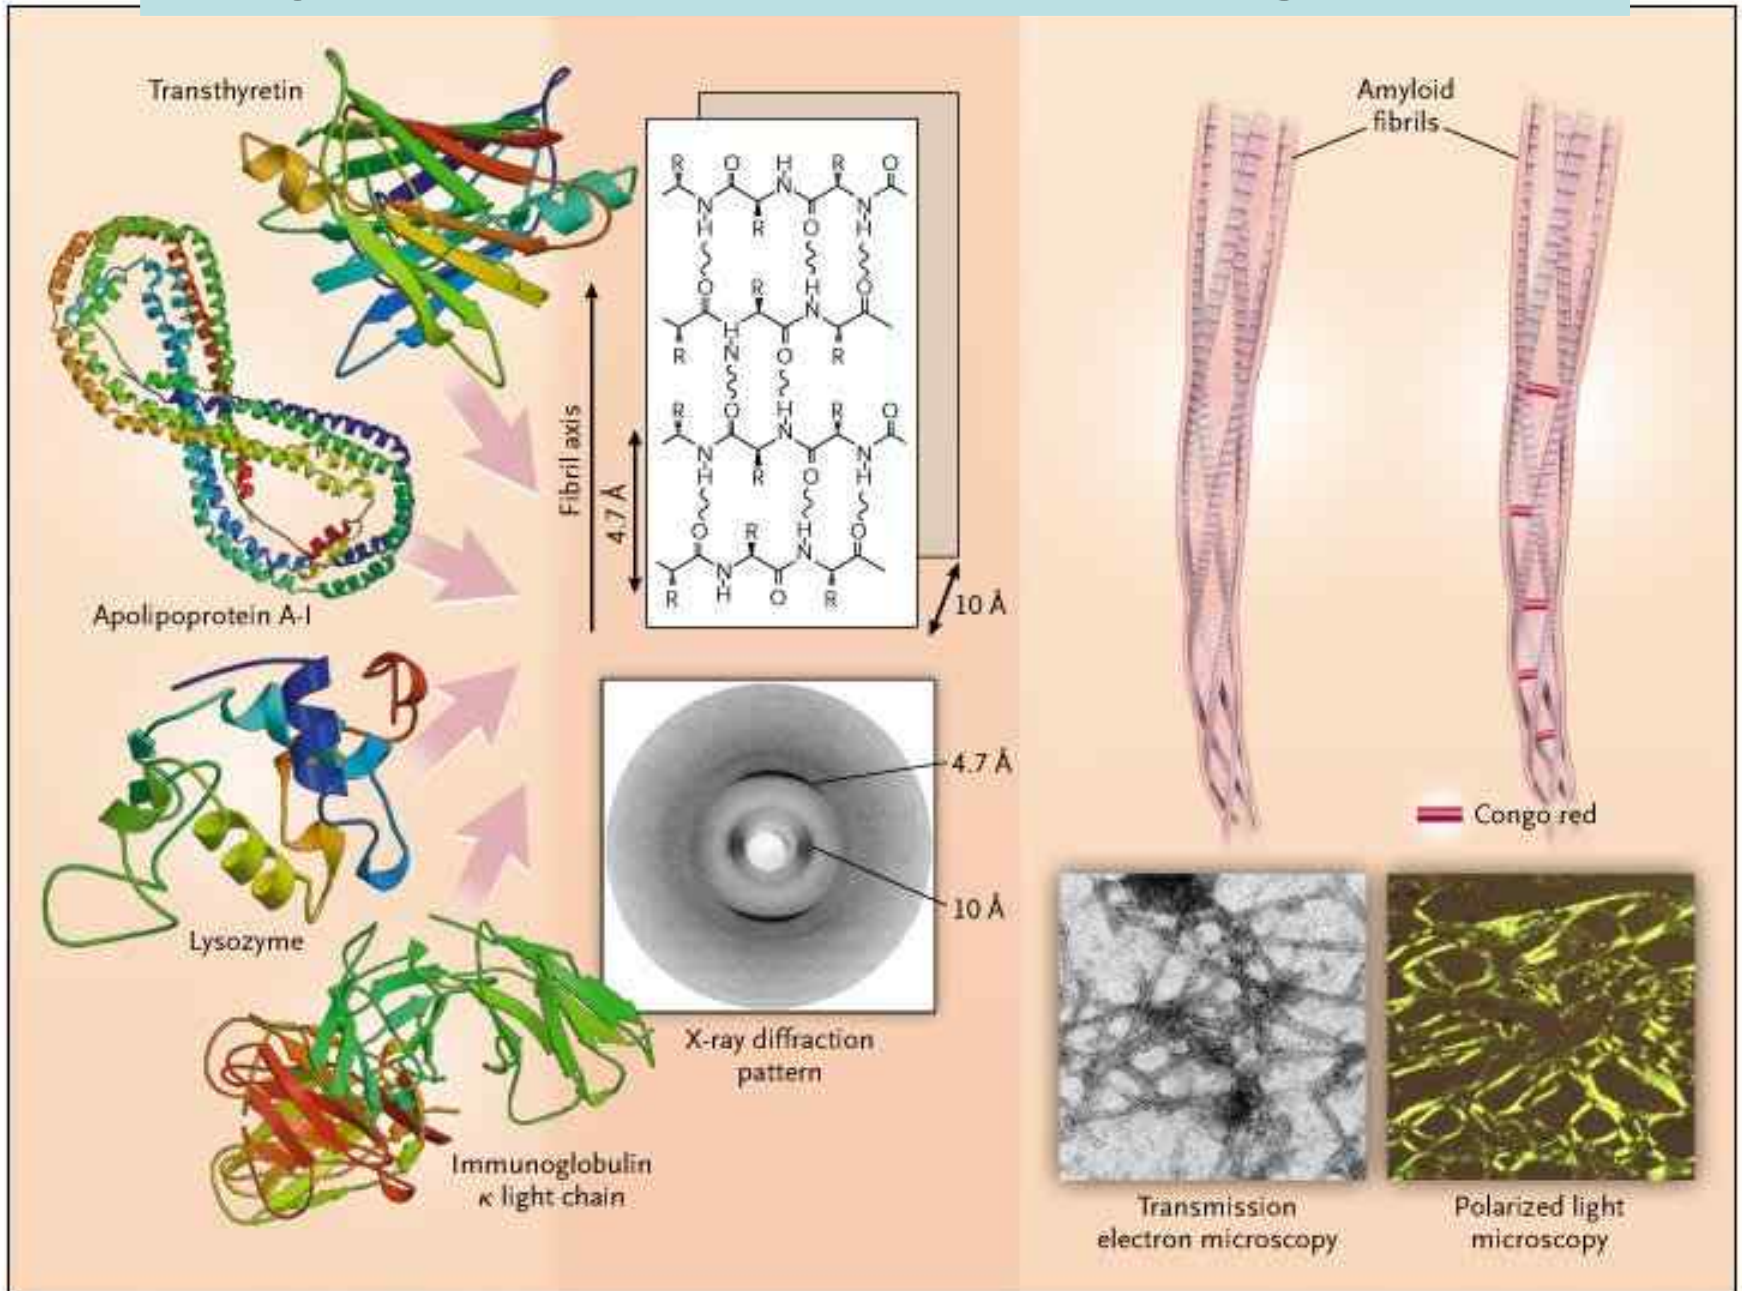 Transthyretin
Apolipoprotein A-I
Lysozyme
Immunoglobulin
κ light chain
Fibril axis
4.7 Å
R O H R O
N
N N
H R O H
O R H O
N
H
R N O R
R O H R O
N
N N
H R O H
O R H O
N
R N O R
H
10 Å
4.7 Å
10 Å
X-ray diffraction
pattern
Amyloid
fibrils
Congo red
Transmission
electron microscopy
Polarized light
microscopy